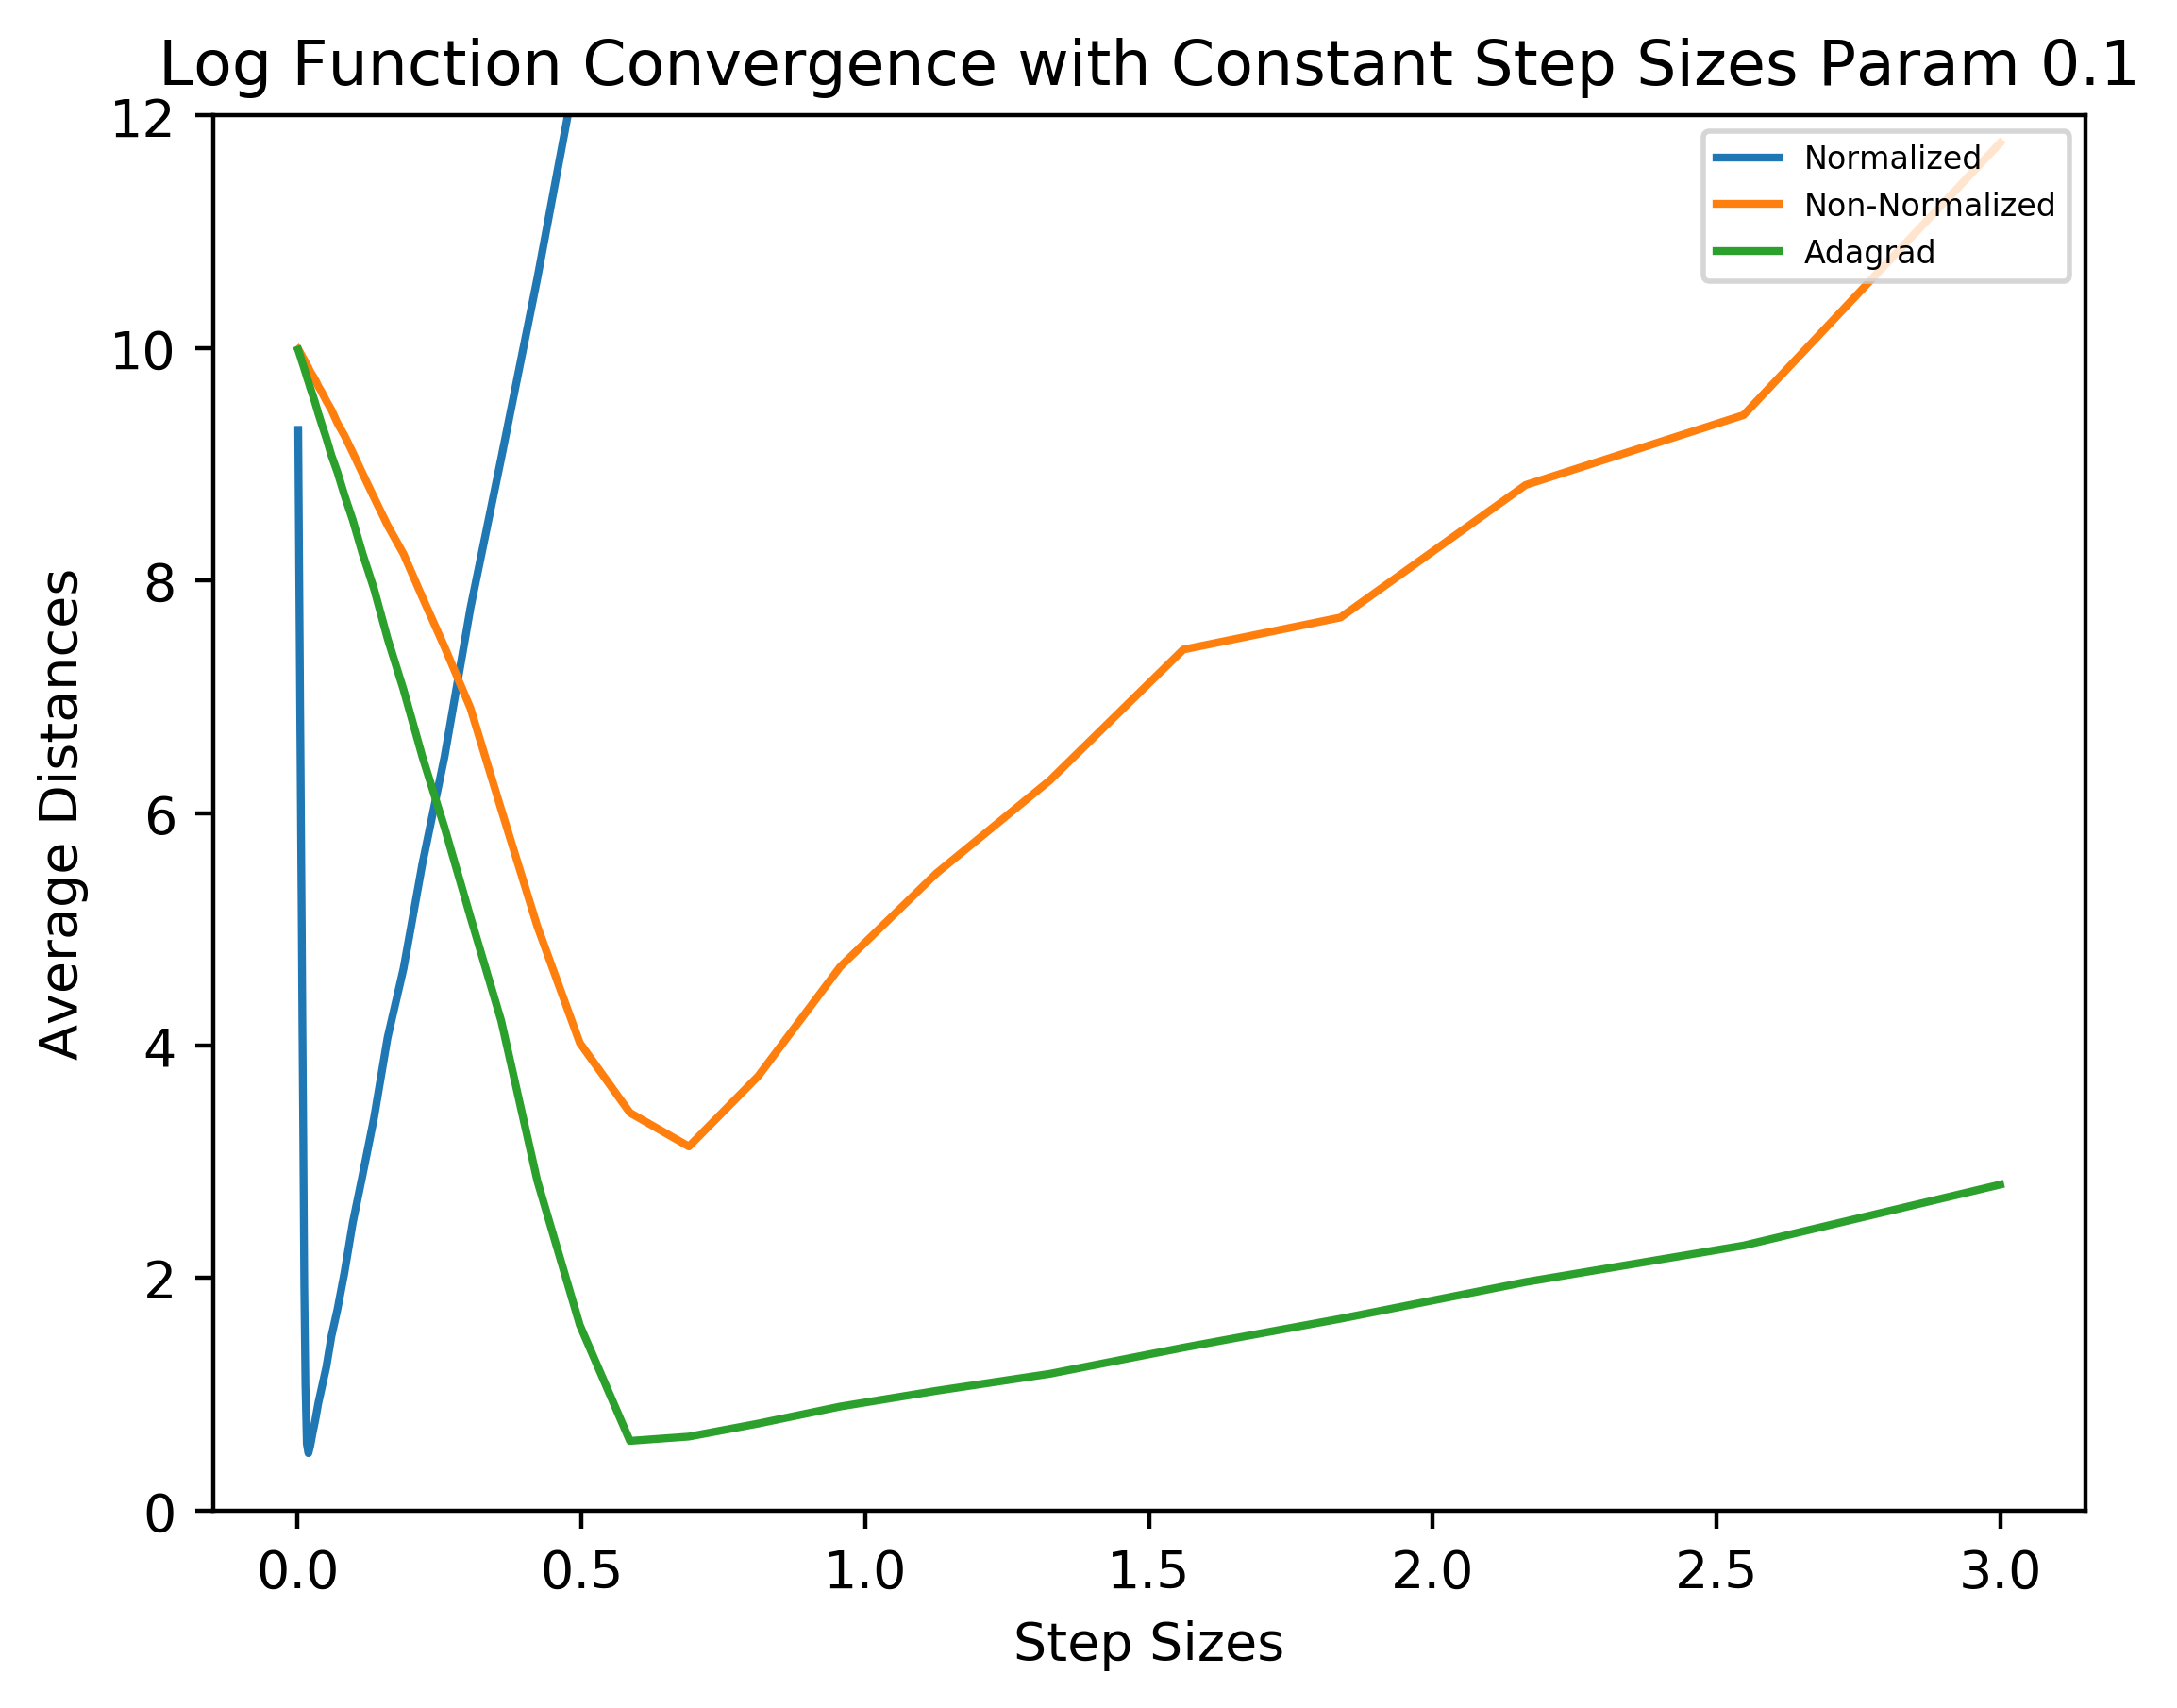 Log Function Convergence with Constant Step Sizes Param 0.1
12
10
8
6
4
2
0
Average Distances
Normalized
Non-Normalized
Adagrad
0.0 0.5 1.0 1.5 2.0 2.5 3.0
Step Sizes